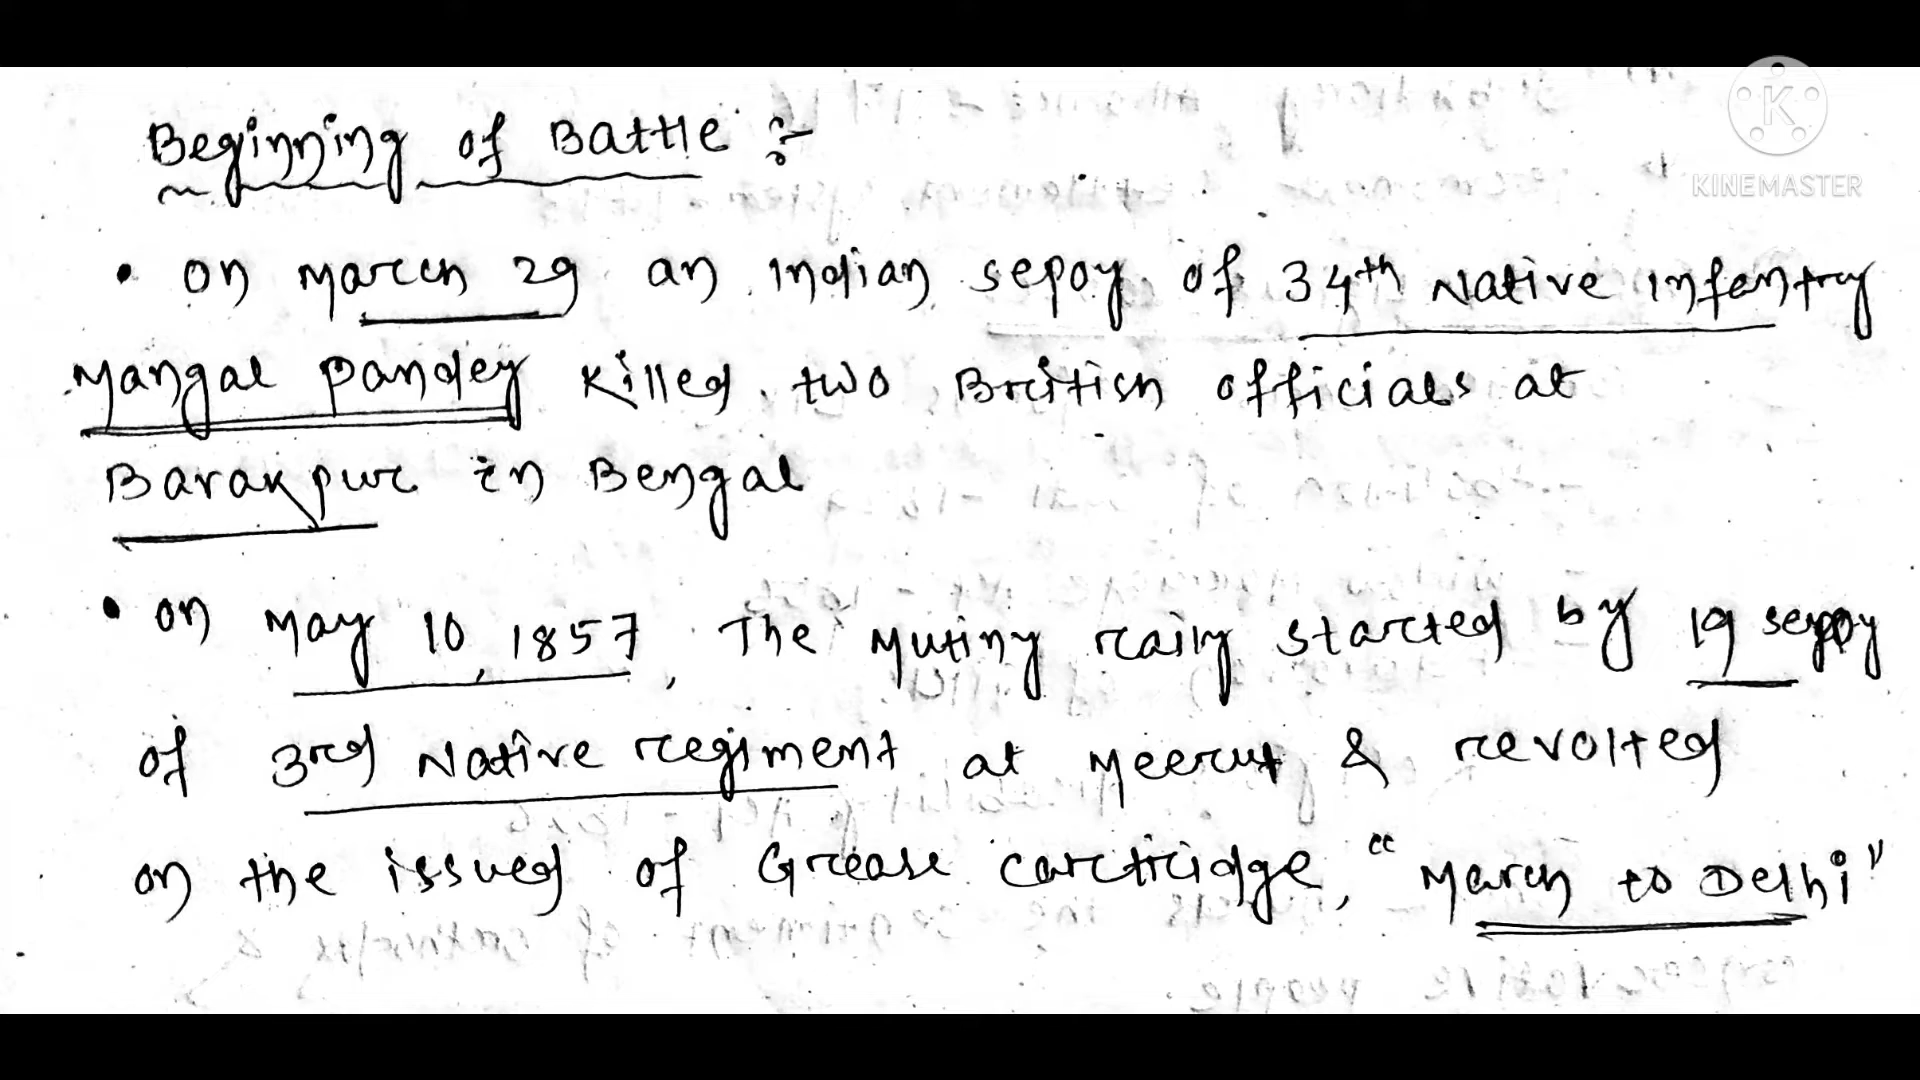 Beginning of Battle :-
KINEMASTER
• on March 29 an Indian sepoy of 34th Native Infantry
Mangal Pandey killed two British officials at
Barakpur in Bengal
• on May 10, 1857, The Mutiny raily started by 19 sepoy
of 3rd Native regiment at Meerut & revolted
on the issued of Grease cartridge, "March to Delhi"